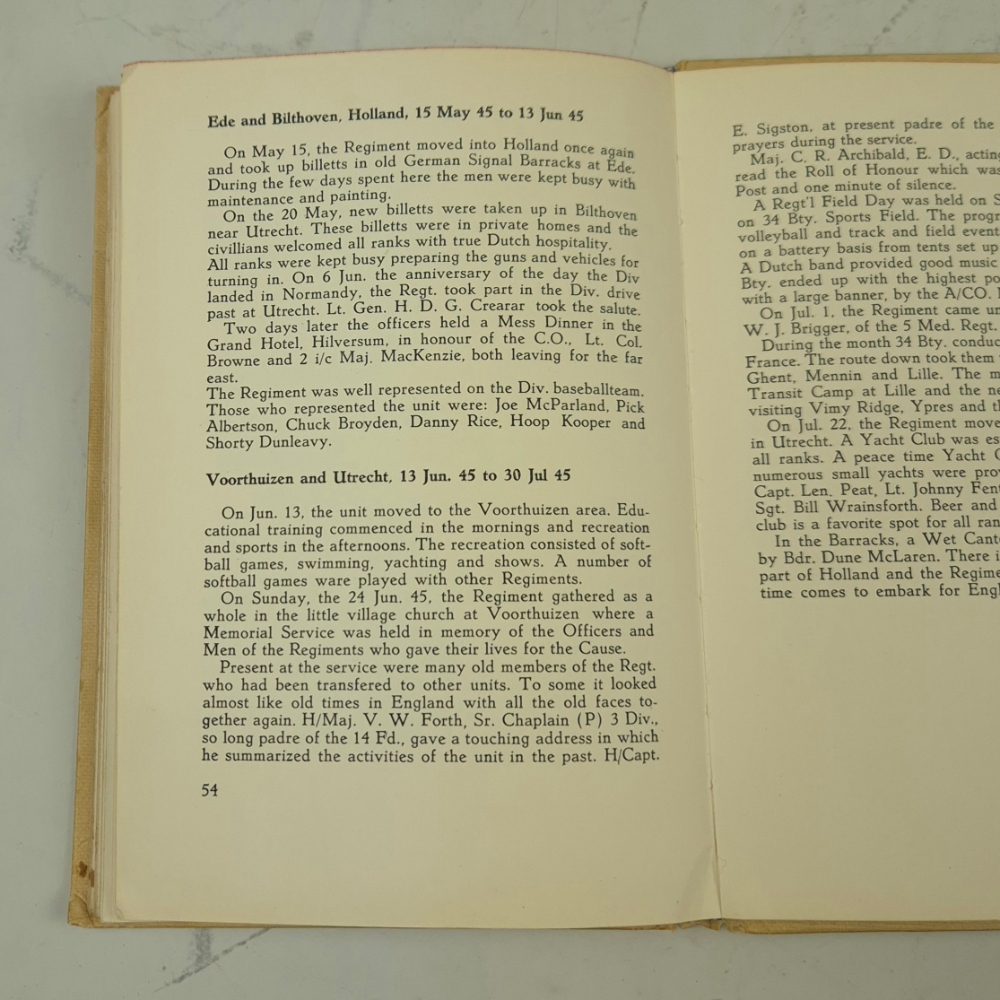 Ede and Bilthoven, Holland, 15 May 45 to 13 Jun 45
On May 15, the Regiment moved into Holland once again
and took up billetts in old German Signal Barracks at Ede.
During the few days spent here the men were kept busy with
maintenance and painting.
On the 20 May, new billetts were taken up in Bilthoven
near Utrecht. These billetts were in private homes and the
civillians welcomed all ranks with true Dutch hospitality.
All ranks were kept busy preparing the guns and vehicles for
turning in. On 6 Jun. the anniversary of the day the Div
landed in Normandy, the Regt. took part in the Div. drive
past at Utrecht. Lt. Gen. H. D. G. Crearar took the salute.
Two days later the officers held a Mess Dinner in the
Grand Hotel, Hilversum, in honour of the C.O., Lt. Col.
Browne and 2 i/c Maj. MacKenzie, both leaving for the far
east.
The Regiment was well represented on the Div. baseballteam.
Those who represented the unit were: Joe McParland, Pick
Albertson, Chuck Broyden, Danny Rice, Hoop Kooper and
Shorty Dunleavy.
Voorthuizen and Utrecht, 13 Jun. 45 to 30 Jul 45
On Jun. 13, the unit moved to the Voorthuizen area. Edu-
cational training commenced in the mornings and recreation
and sports in the afternoons. The recreation consisted of soft-
ball games, swimming, yachting and shows. A number of
softball games ware played with other Regiments.
On Sunday, the 24 Jun. 45, the Regiment gathered as a
whole in the little village church at Voorthuizen where a
Memorial Service was held in memory of the Officers and
Men of the Regiments who gave their lives for the Cause.
Present at the service were many old members of the Regt.
who had been transfered to other units. To some it looked
almost like old times in England with all the old faces to-
gether again. H/Maj. V. W. Forth, Sr. Chaplain (P) 3 Div.,
so long padre of the 14 Fd., gave a touching address in which
he summarized the activities of the unit in the past. H/Capt.
54
E. Sigston, at present padre of the
prayers during the service.
Maj. C. R. Archibald, E. D., acting
read the Roll of Honour which was
Post and one minute of silence.
A Regt'l Field Day was held on S
on 34 Bty. Sports Field. The progr
volleyball and track and field event
on a battery basis from tents set up
A Dutch band provided good music
Bty. ended up with the highest po
with a large banner, by the A/CO.
On Jul. 1, the Regiment came un
W. J. Brigger, of the 5 Med. Regt.
During the month 34 Bty. conduc
France. The route down took them
Ghent, Mennin and Lille. The m
Transit Camp at Lille and the ne
visiting Vimy Ridge, Ypres and th
On Jul. 22, the Regiment move
in Utrecht. A Yacht Club was es
all ranks. A peace time Yacht
numerous small yachts were prov
Capt. Len. Peat, Lt. Johnny Fent
Sgt. Bill Wrainsforth. Beer and
club is a favorite spot for all ran
In the Barracks, a Wet Cant
by Bdr. Dune McLaren. There i
part of Holland and the Regime
time comes to embark for Engl